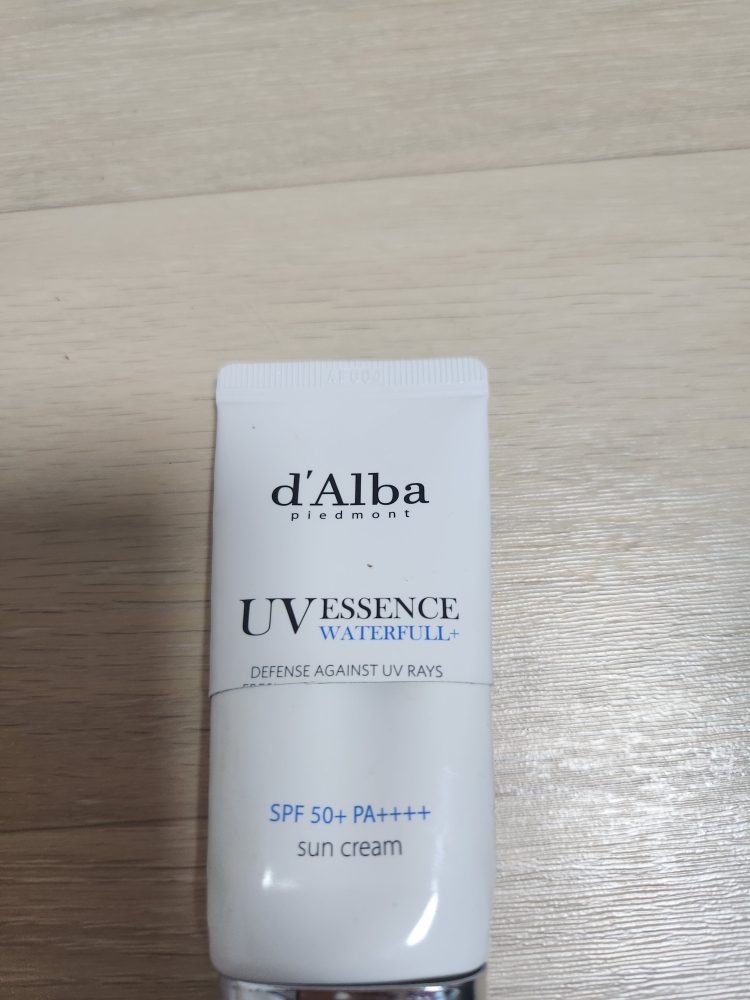 d'Alba
piedmont
UV ESSENCE
WATERFULL+
DEFENSE AGAINST UV RAYS
SPF 50+ PA++++
sun cream